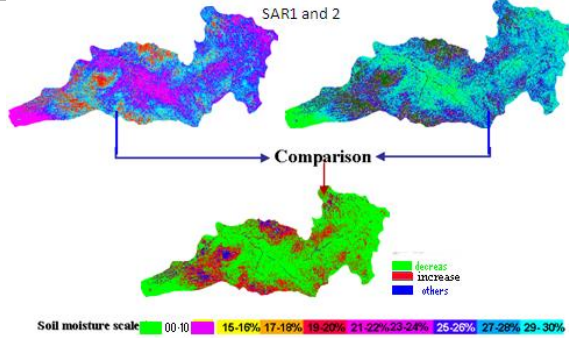 SAR1 and 2
Comparison
decreas
increase
others
Soil moisture scale 00-10 15-16% 17-18% 19-20% 21-22% 23-24% 25-26% 27-28% 29- 30%